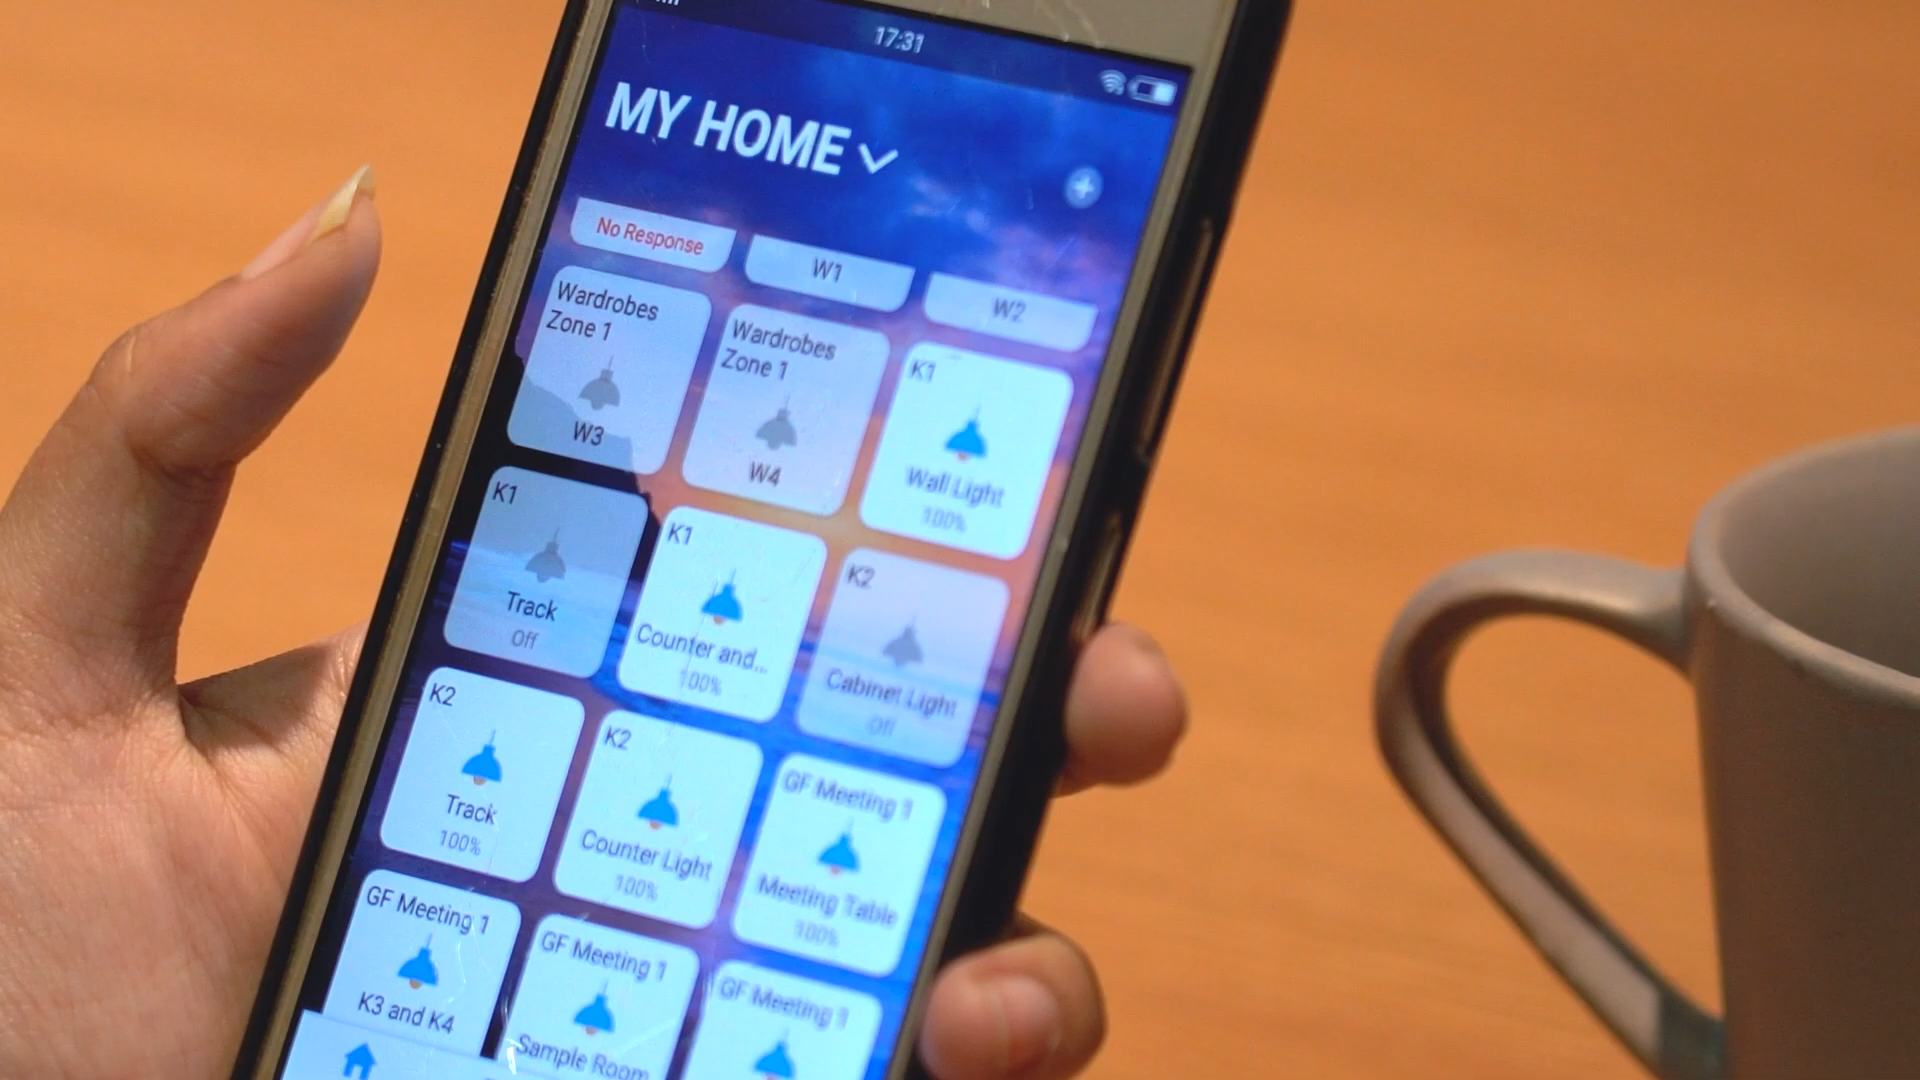 17:31
MY HOME
No Response
W1
W2
Wardrobes
Zone 1
W3
Wardrobes
Zone 1
W4
K1
Wall Light
100%
K1
Track
Off
K1
Counter and...
100%
K2
Cabinet Light
Off
K2
Track
100%
K2
Counter Light
100%
GF Meeting 1
Meeting Table
100%
GF Meeting 1
K3 and K4
GF Meeting 1
Sample Room
GF Meeting 1